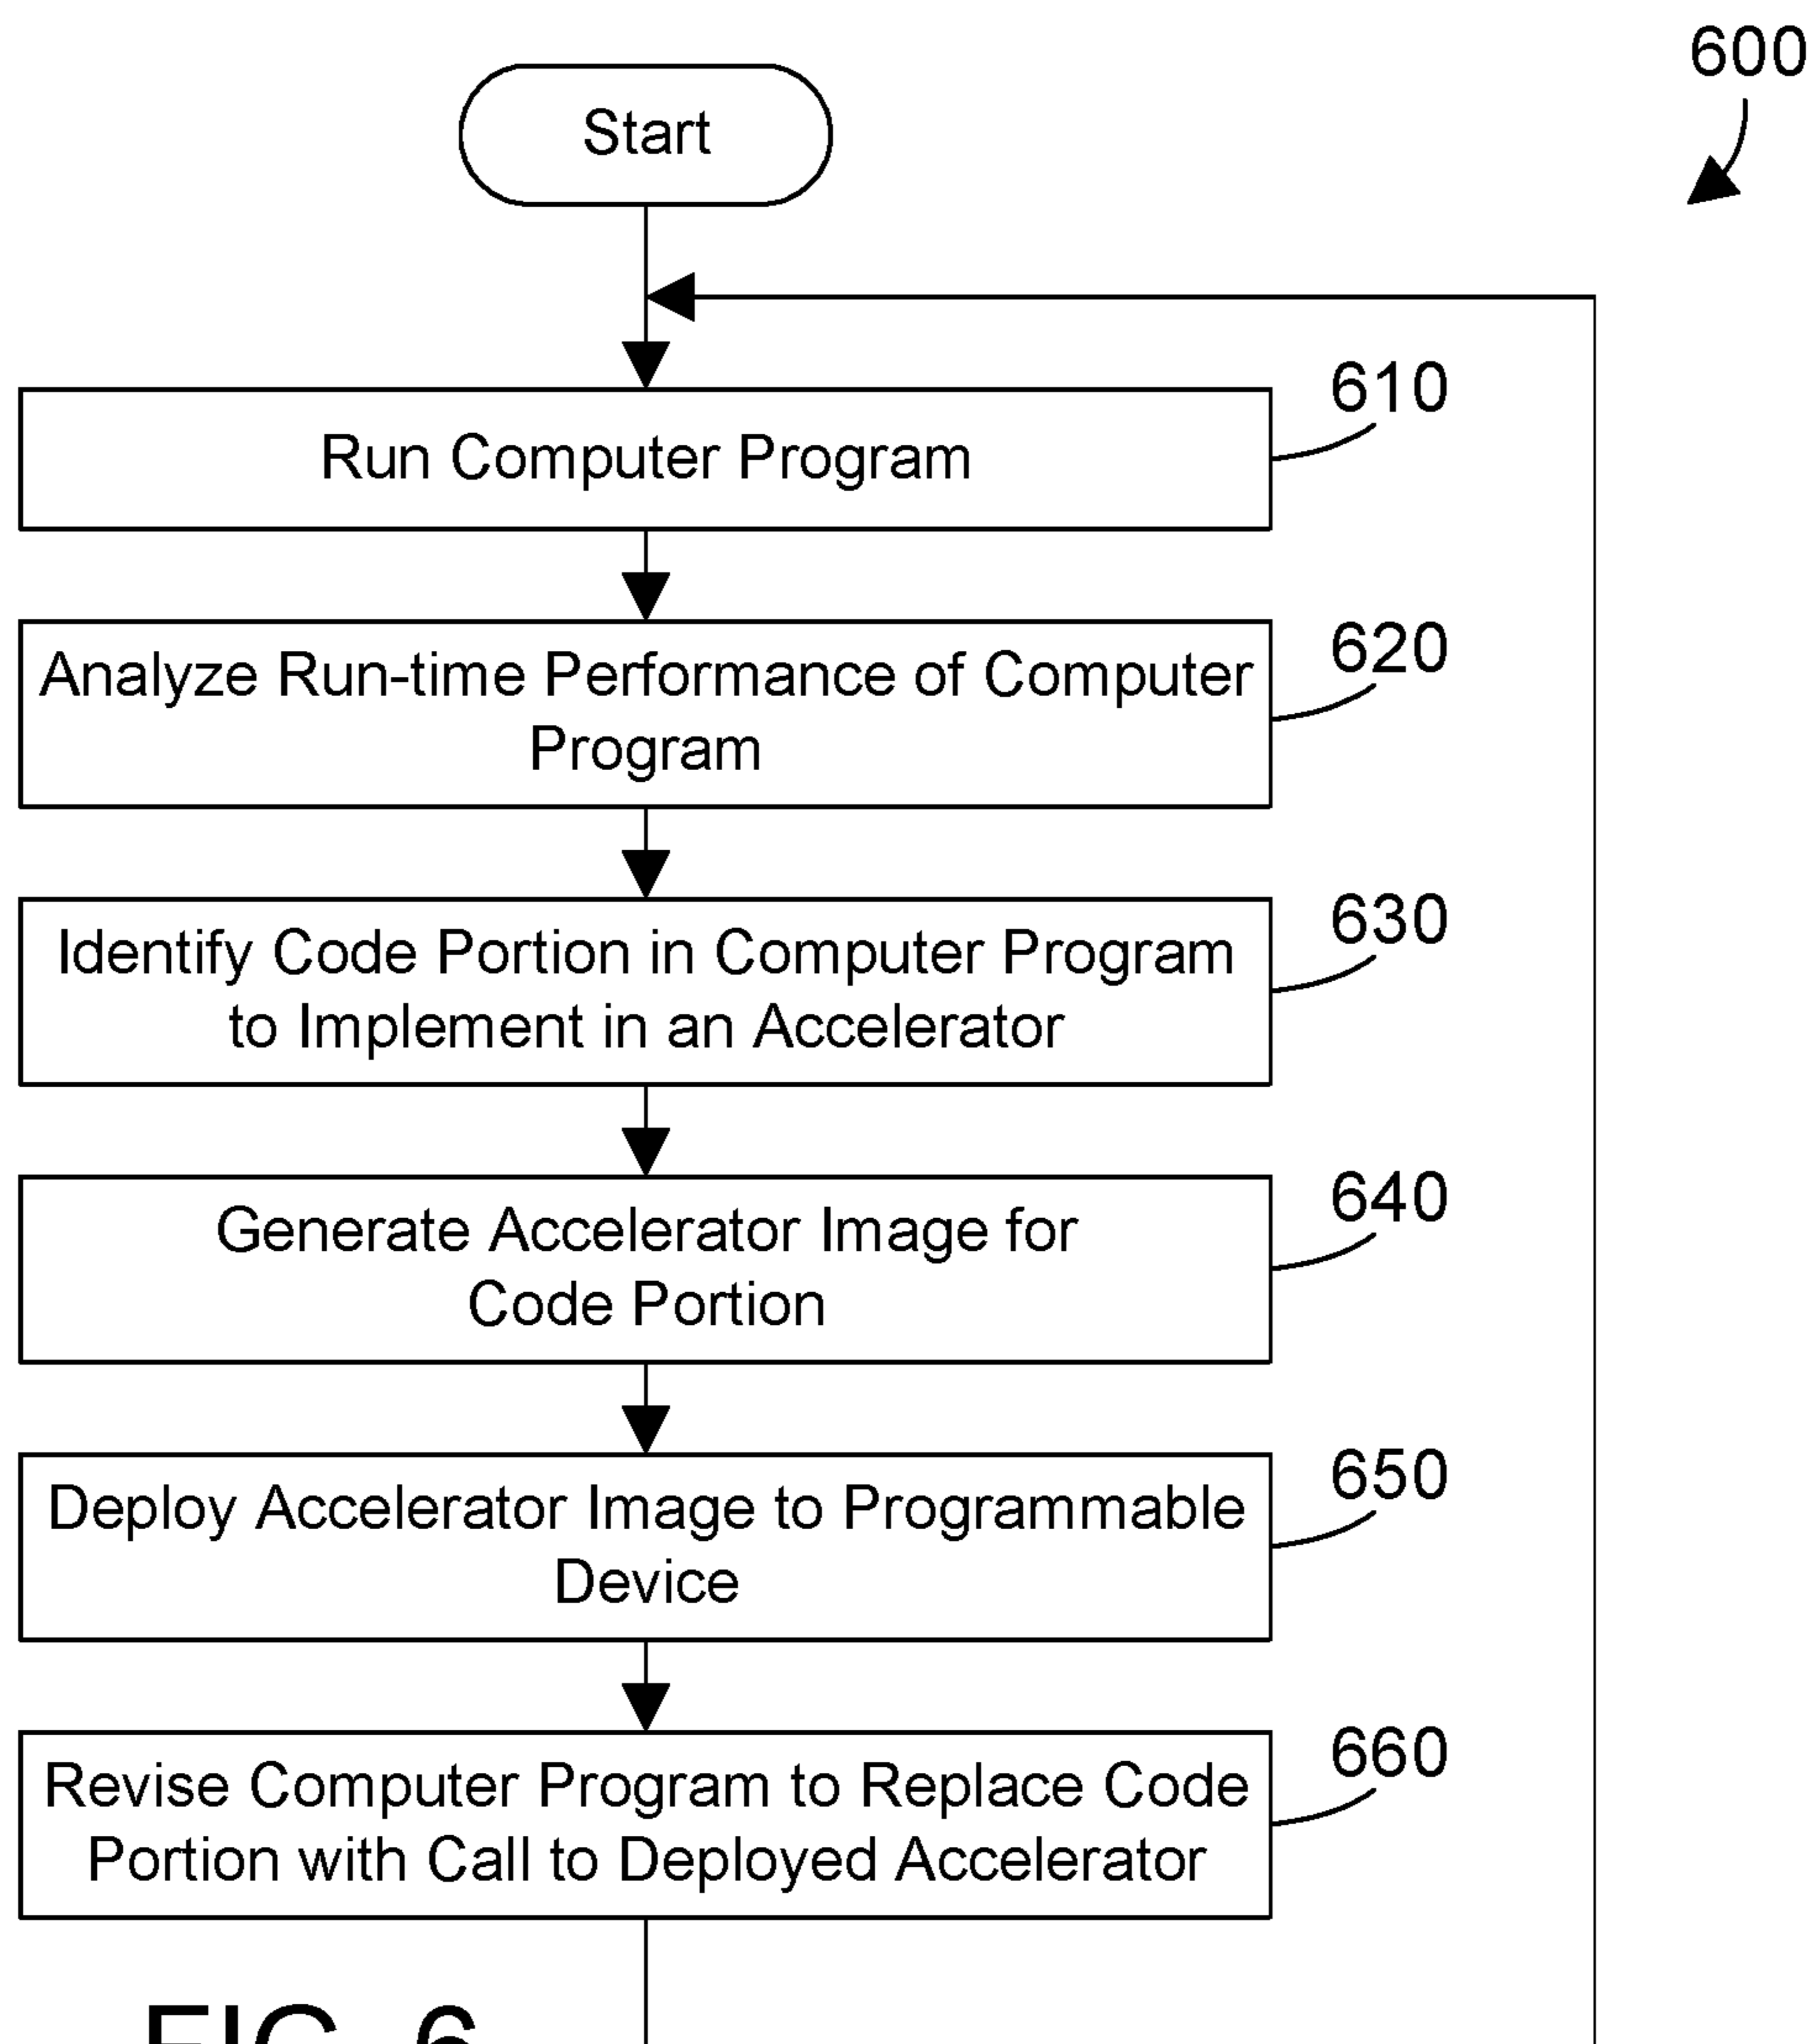 600
Start
610
Run Computer Program
620
Analyze Run-time Performance of Computer
Program
630
Identify Code Portion in Computer Program
to Implement in an Accelerator
640
Generate Accelerator Image for
Code Portion
650
Deploy Accelerator Image to Programmable
Device
660
Revise Computer Program to Replace Code
Portion with Call to Deployed Accelerator
FIG. 6